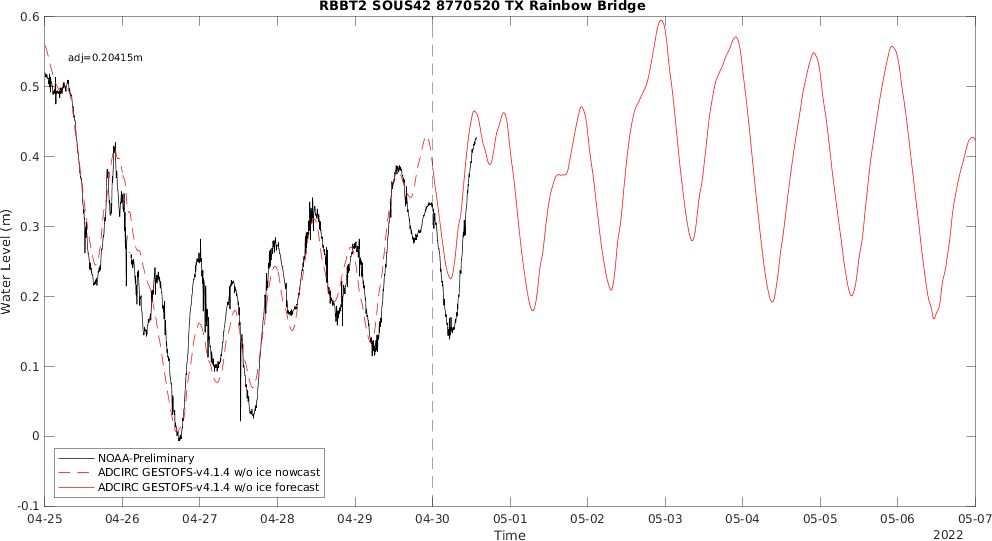 RBBT2 SOUS42 8770520 TX Rainbow Bridge
adj=0.20415m
0.6
0.5
0.4
0.3
0.2
0.1
0
-0.1
Water Level (m)
NOAA-Preliminary
ADCIRC GESTOFS-v4.1.4 w/o ice nowcast
ADCIRC GESTOFS-v4.1.4 w/o ice forecast
04-25 04-26 04-27 04-28 04-29 04-30 05-01 05-02 05-03 05-04 05-05 05-06 05-07
Time
2022